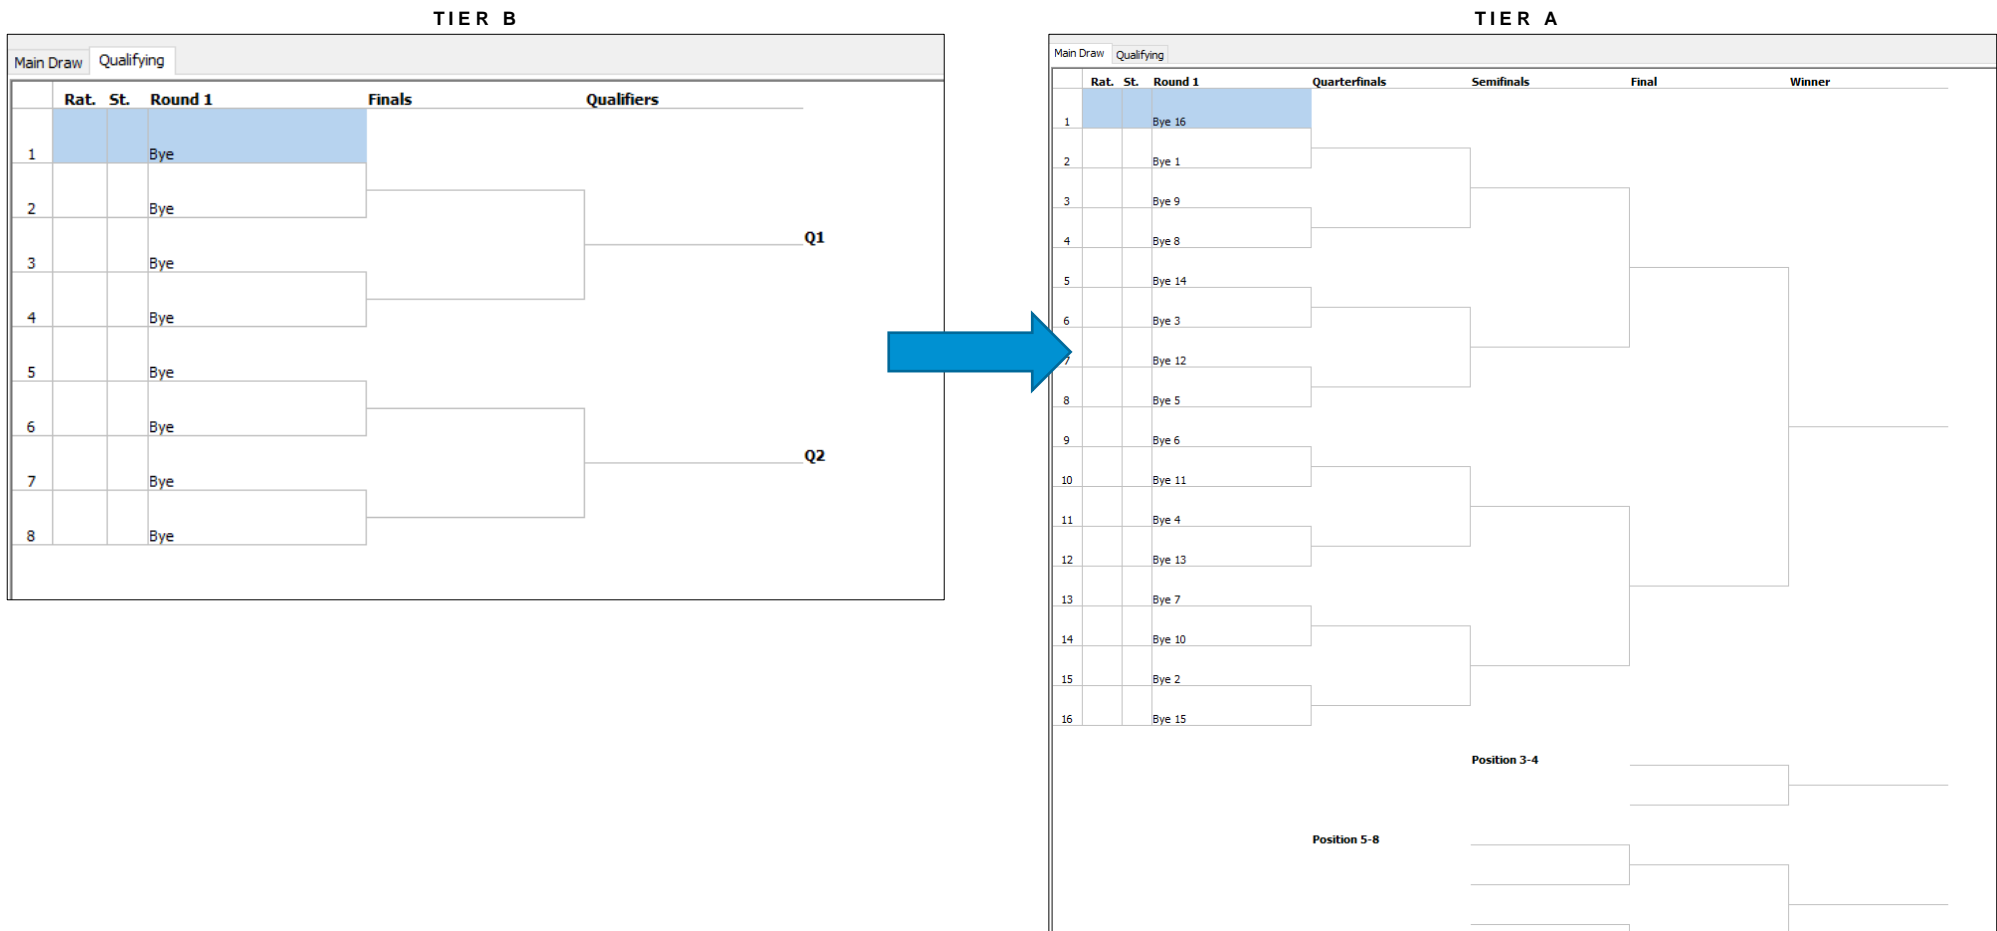 TIER B
Main Draw Qualifying
Rat. St. Round 1 Finals Qualifiers
1 Bye
2 Bye
Q1
3 Bye
4 Bye
5 Bye
6 Bye
Q2
7 Bye
8 Bye
TIER A
Main Draw Qualifying
Rat. St. Round 1 Quarterfinals Semifinals Final Winner
1 Bye 16
2 Bye 1
3 Bye 9
4 Bye 8
5 Bye 14
6 Bye 3
7 Bye 12
8 Bye 5
9 Bye 6
10 Bye 11
11 Bye 4
12 Bye 13
13 Bye 7
14 Bye 10
15 Bye 2
16 Bye 15
Position 3-4
Position 5-8